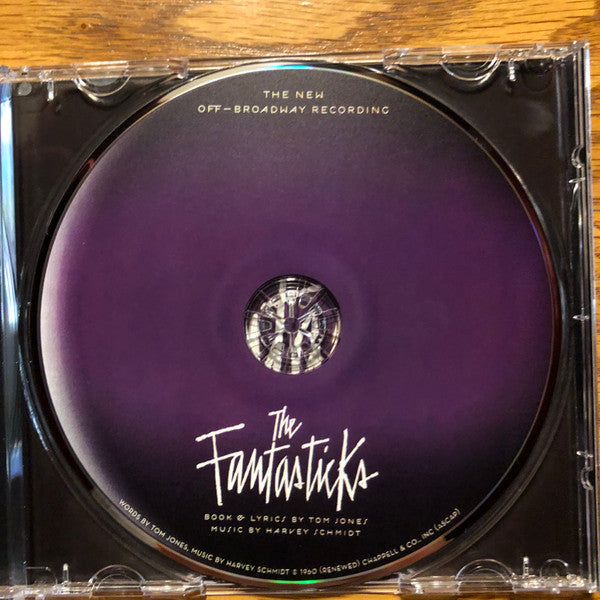 THE NEW
OFF–BROADWAY RECORDING
The
Fantasticks
BOOK & LYRICS BY TOM JONES
MUSIC BY HARVEY SCHMIDT
WORDS BY TOM JONES, MUSIC BY HARVEY SCHMIDT © 1960 (RENEWED) CHAPPELL & CO., INC (ASCAP)